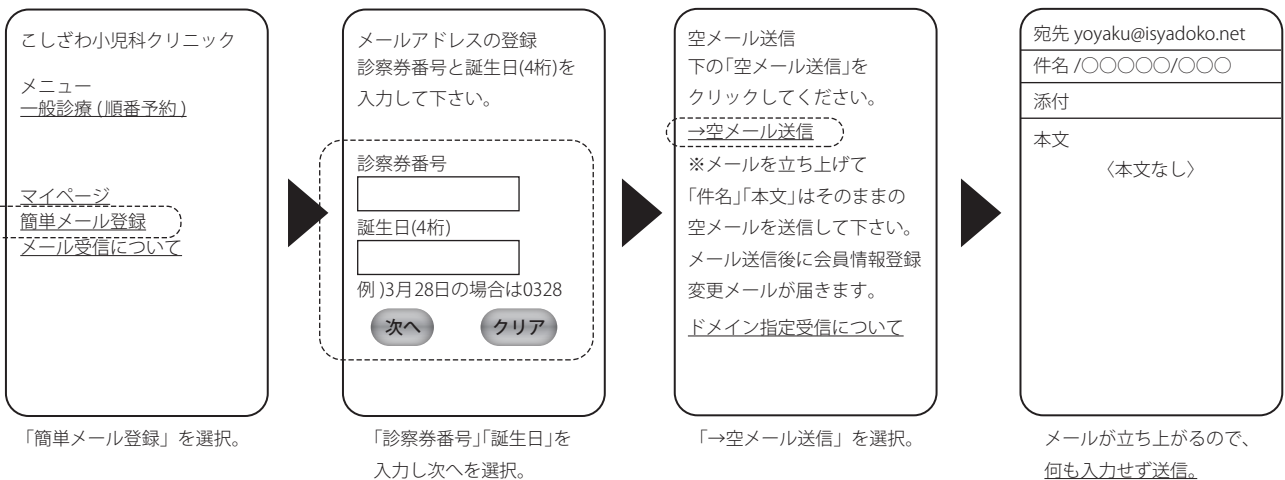 こしざわ小児科クリニック
メニュー
一般診療 ( 順番予約 )
マイページ
簡単メール登録
メール受信について
「簡単メール登録」を選択。
メールアドレスの登録
診察券番号と誕生日(4桁)を
入力して下さい。
診察券番号
誕生日(4桁)
例 )3月28日の場合は0328
次へ
クリア
「診察券番号」「誕生日」を
入力し次へを選択。
空メール送信
下の「空メール送信」を
クリックしてください。
→空メール送信
※メールを立ち上げて
「件名」「本文」はそのままの
空メールを送信して下さい。
メール送信後に会員情報登録
変更メールが届きます。
ドメイン指定受信について
「→空メール送信」を選択。
宛先 yoyaku@isyadoko.net
件名 /○○○○○/○○○
添付
本文
〈本文なし〉
メールが立ち上がるので、
何も入力せず送信。